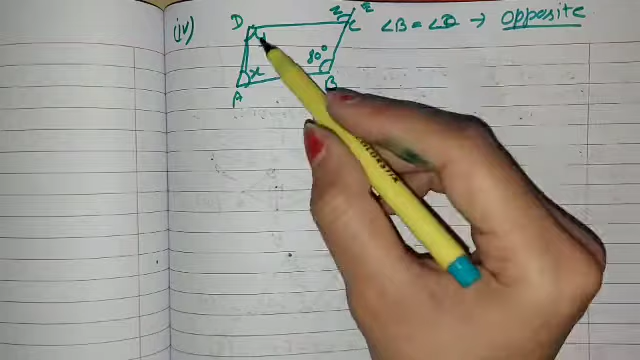 (iv)
D z z C ∠B = ∠D → opposite
80°
x
A B